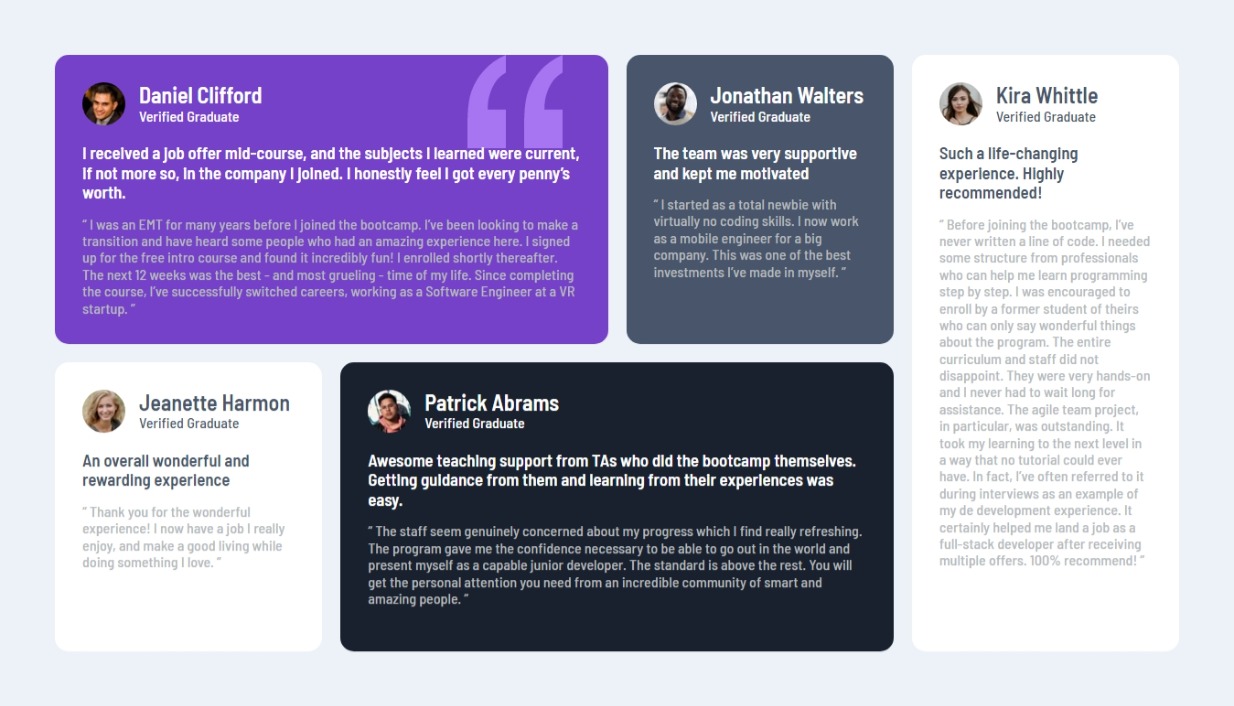 Daniel Clifford
Verified Graduate
I received a job offer mid-course, and the subjects I learned were current,
if not more so, in the company I joined. I honestly feel I got every penny's
worth.
“ I was an EMT for many years before I joined the bootcamp. I've been looking to make a
transition and have heard some people who had an amazing experience here. I signed
up for the free intro course and found it incredibly fun! I enrolled shortly thereafter.
The next 12 weeks was the best - and most grueling - time of my life. Since completing
the course, I've successfully switched careers, working as a Software Engineer at a VR
startup. ”
Jonathan Walters
Verified Graduate
The team was very supportive
and kept me motivated
“ I started as a total newbie with
virtually no coding skills. I now work
as a mobile engineer for a big
company. This was one of the best
investments I've made in myself. ”
Kira Whittle
Verified Graduate
Such a life-changing
experience. Highly
recommended!
“ Before joining the bootcamp, I've
never written a line of code. I needed
some structure from professionals
who can help me learn programming
step by step. I was encouraged to
enroll by a former student of theirs
who can only say wonderful things
about the program. The entire
curriculum and staff did not
disappoint. They were very hands-on
and I never had to wait long for
assistance. The agile team project,
in particular, was outstanding. It
took my learning to the next level in
a way that no tutorial could ever
have. In fact, I've often referred to it
during interviews as an example of
my de development experience. It
certainly helped me land a job as a
full-stack developer after receiving
multiple offers. 100% recommend! ”
Jeanette Harmon
Verified Graduate
An overall wonderful and
rewarding experience
“ Thank you for the wonderful
experience! I now have a job I really
enjoy, and make a good living while
doing something I love. ”
Patrick Abrams
Verified Graduate
Awesome teaching support from TAs who did the bootcamp themselves.
Getting guidance from them and learning from their experiences was
easy.
“ The staff seem genuinely concerned about my progress which I find really refreshing.
The program gave me the confidence necessary to be able to go out in the world and
present myself as a capable junior developer. The standard is above the rest. You will
get the personal attention you need from an incredible community of smart and
amazing people. ”